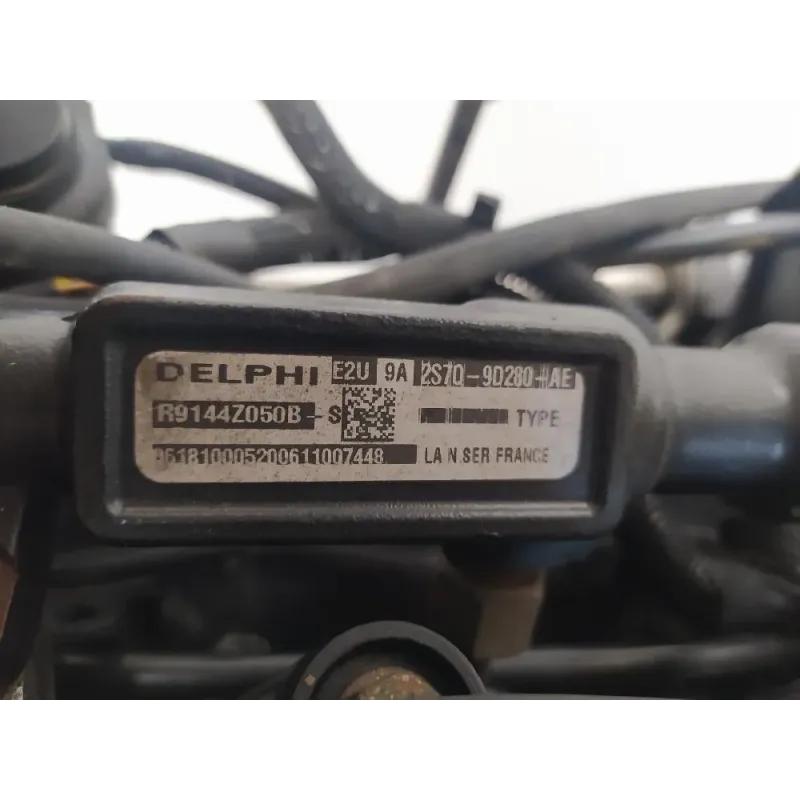 DELPHI E2U 9A 2S7Q-9D280-AE
R9144Z050B-S TYPE
LA N SER FRANCE